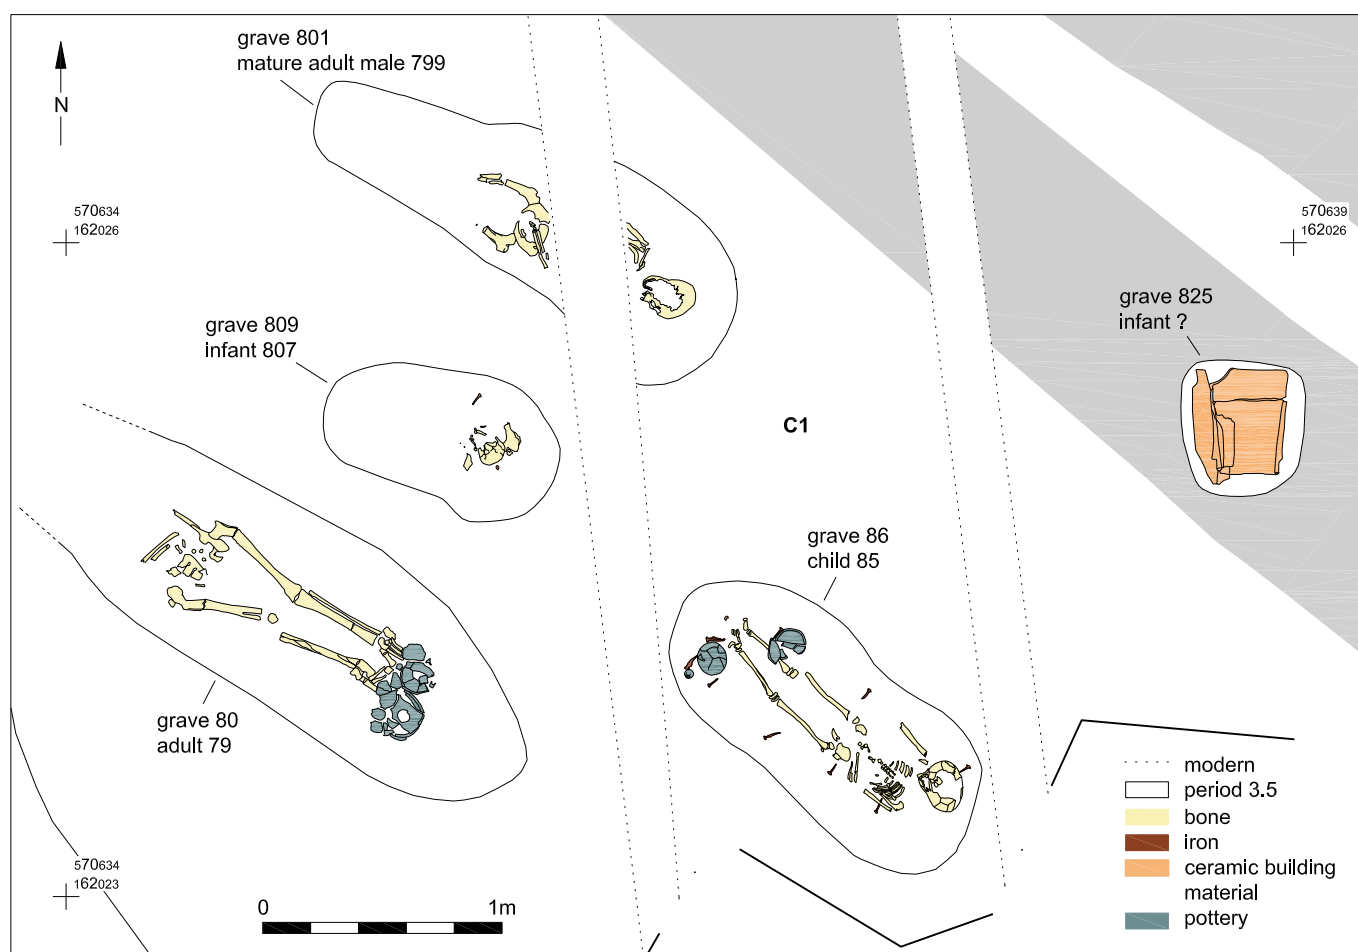 grave 801
mature adult male 799
N
570634
162026
570639
162026
grave 825
infant ?
grave 809
infant 807
C1
grave 86
child 85
grave 80
adult 79
modern
period 3.5
bone
iron
ceramic building
material
pottery
570634
162023
0 1m